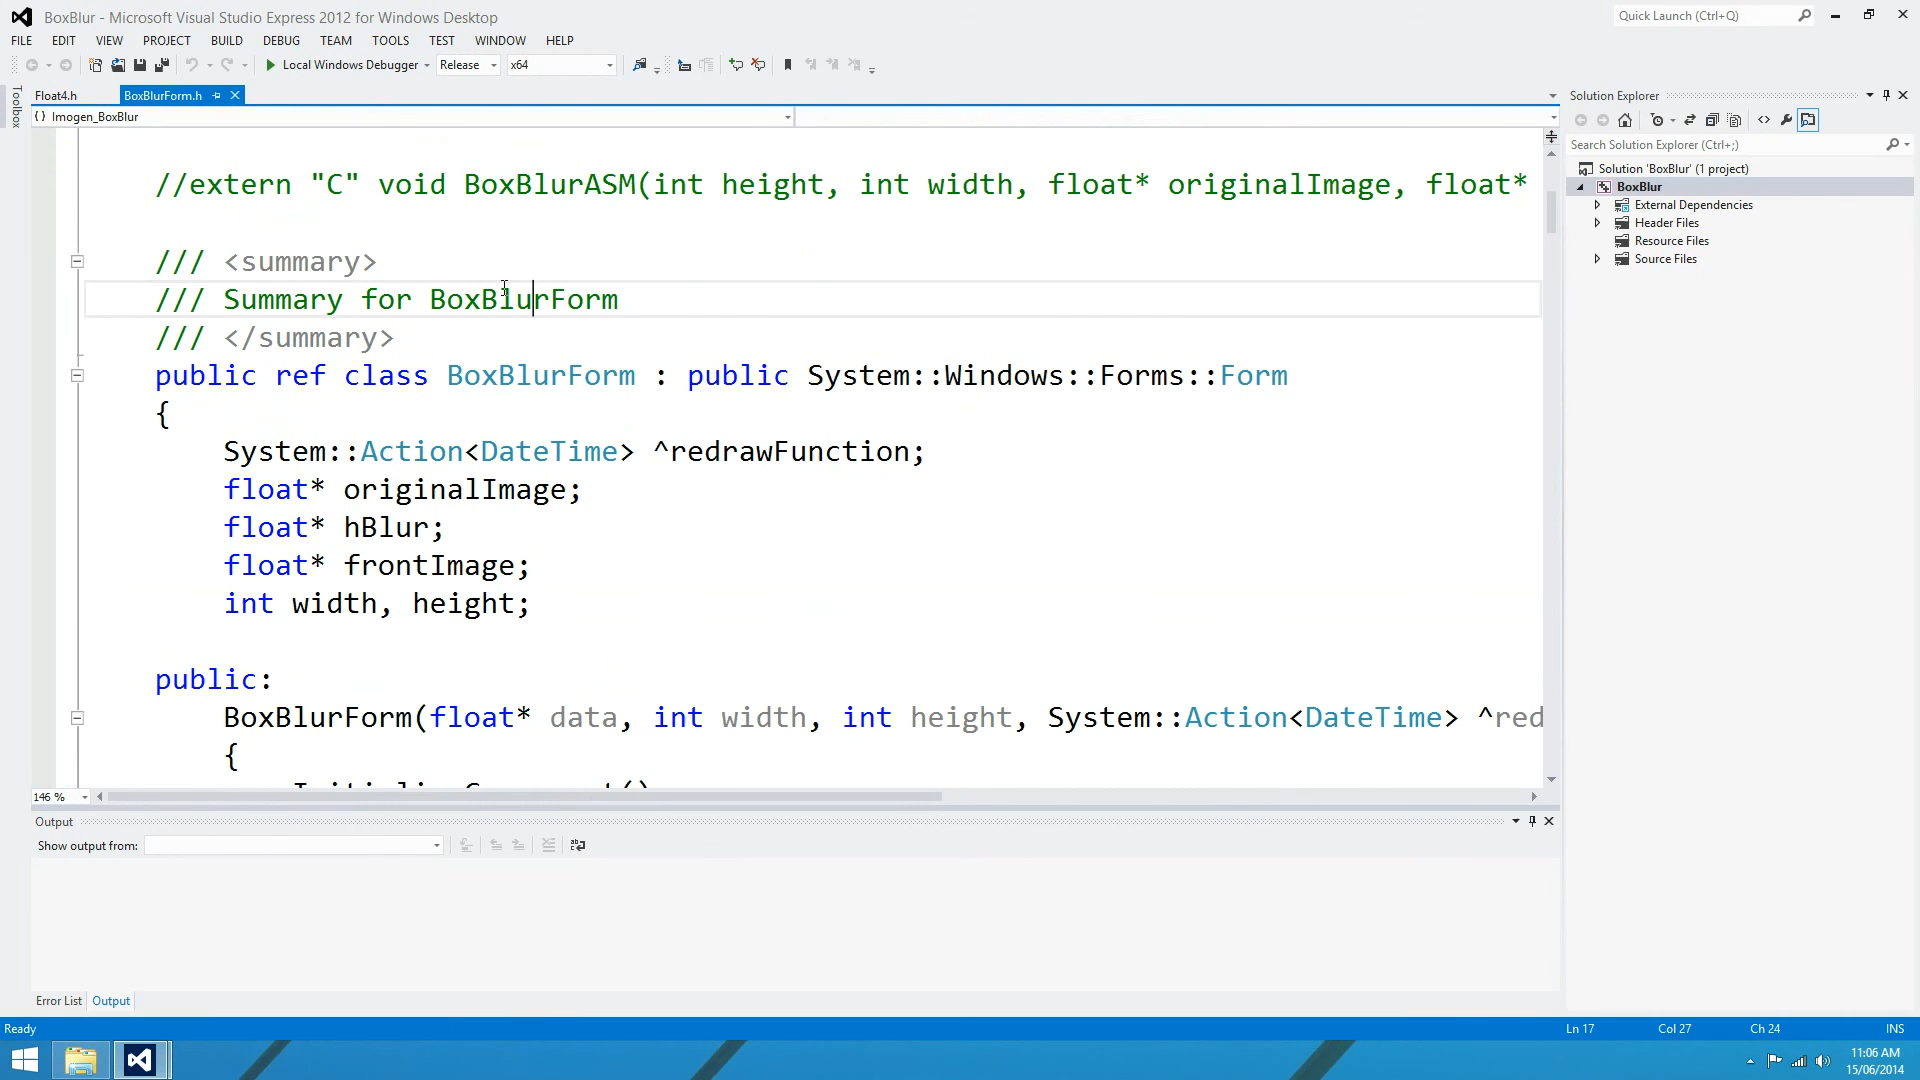 BoxBlur - Microsoft Visual Studio Express 2012 for Windows Desktop
Quick Launch (Ctrl+Q)
FILE EDIT VIEW PROJECT BUILD DEBUG TEAM TOOLS TEST WINDOW HELP
Local Windows Debugger Release x64
Toolbox
Float4.h BoxBlurForm.h
{} Imogen_BoxBlur
//extern "C" void BoxBlurASM(int height, int width, float* originalImage, float*
/// <summary>
/// Summary for BoxBlurForm
/// </summary>
public ref class BoxBlurForm : public System::Windows::Forms::Form
{
System::Action<DateTime> ^redrawFunction;
float* originalImage;
float* hBlur;
float* frontImage;
int width, height;
public:
BoxBlurForm(float* data, int width, int height, System::Action<DateTime> ^red
{
146 %
Output
Show output from:
Error List Output
Solution Explorer
Search Solution Explorer (Ctrl+;)
Solution 'BoxBlur' (1 project)
BoxBlur
External Dependencies
Header Files
Resource Files
Source Files
Ready Ln 17 Col 27 Ch 24 INS
11:06 AM
15/06/2014